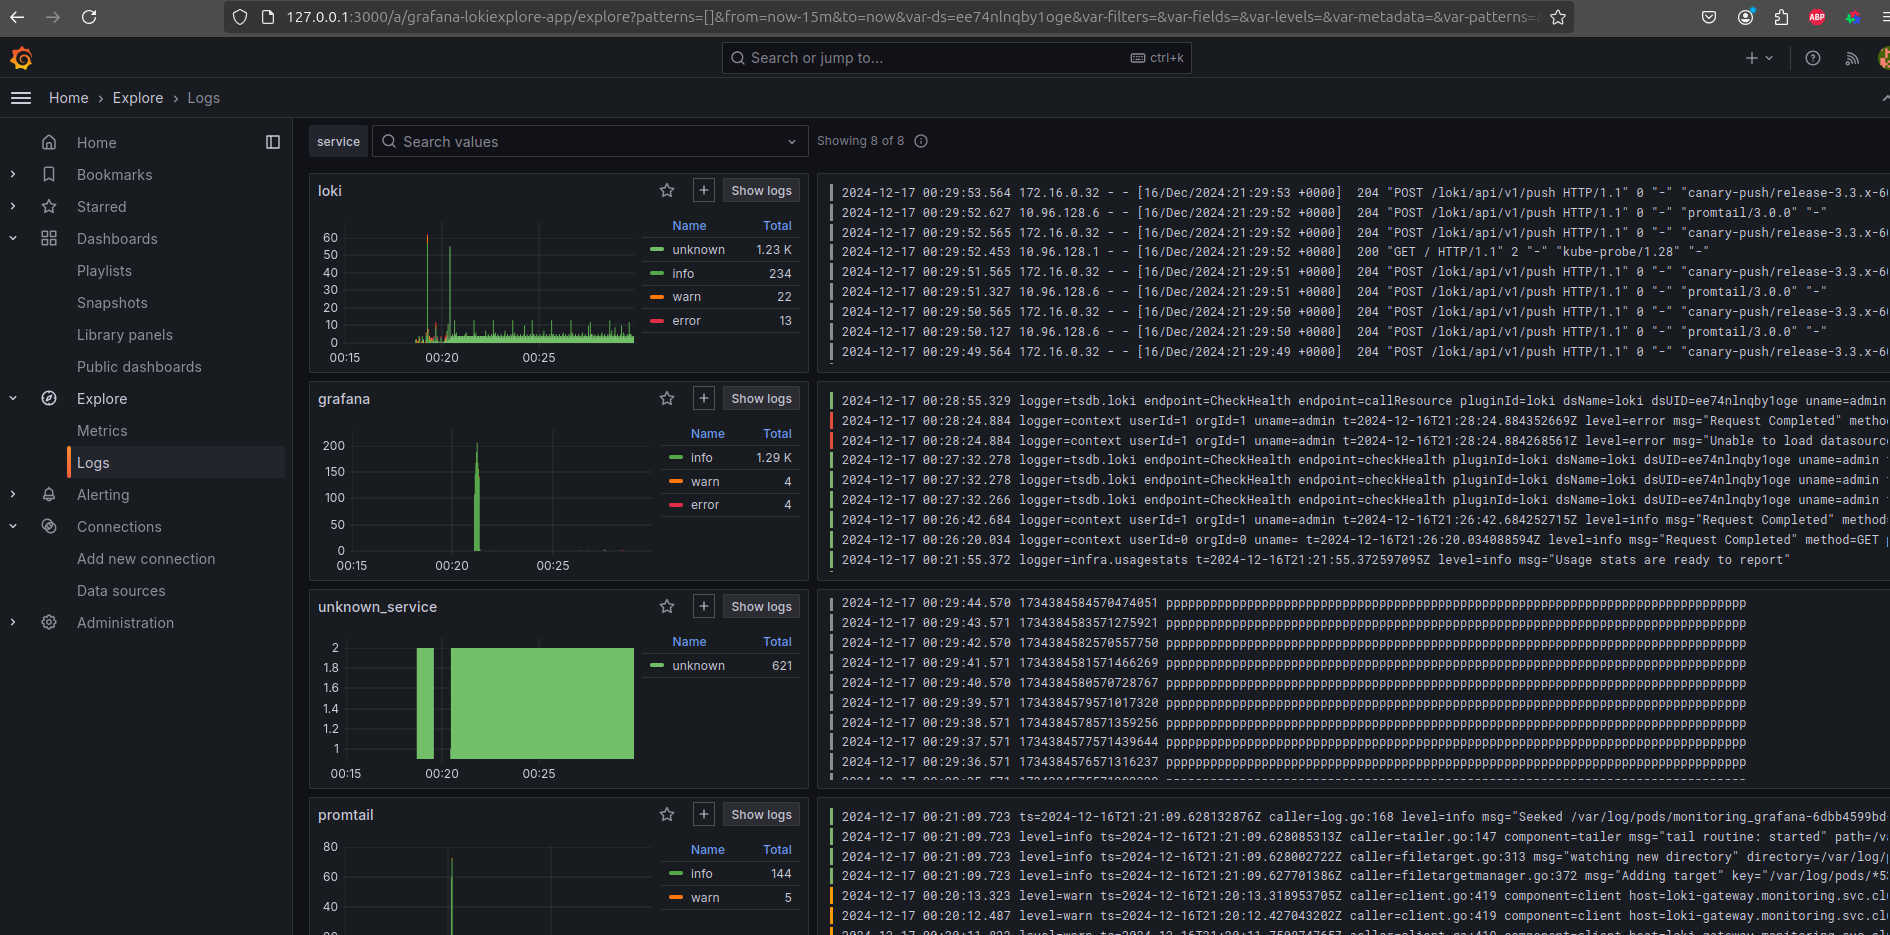 127.0.0.1:3000/a/grafana-lokiexplore-app/explore?patterns=[]&from=now-15m&to=now&var-ds=ee74nlnqby1oge&var-filters=&var-fields=&var-levels=&var-metadata=&var-patterns=&
ABP
Search or jump to...
ctrl+k
Home › Explore › Logs
Home
Bookmarks
Starred
Dashboards
Playlists
Snapshots
Library panels
Public dashboards
Explore
Metrics
Logs
Alerting
Connections
Add new connection
Data sources
Administration
service
Search values
Showing 8 of 8
loki
Show logs
Name Total
unknown 1.23 K
info 234
warn 22
error 13
60
50
40
30
20
10
0
00:15 00:20 00:25
2024-12-17 00:29:53.564 172.16.0.32 - - [16/Dec/2024:21:29:53 +0000]  204 "POST /loki/api/v1/push HTTP/1.1" 0 "-" "canary-push/release-3.3.x-6
2024-12-17 00:29:52.627 10.96.128.6 - - [16/Dec/2024:21:29:52 +0000]  204 "POST /loki/api/v1/push HTTP/1.1" 0 "-" "promtail/3.0.0" "-"
2024-12-17 00:29:52.565 172.16.0.32 - - [16/Dec/2024:21:29:52 +0000]  204 "POST /loki/api/v1/push HTTP/1.1" 0 "-" "canary-push/release-3.3.x-6
2024-12-17 00:29:52.453 10.96.128.1 - - [16/Dec/2024:21:29:52 +0000]  200 "GET / HTTP/1.1" 2 "-" "kube-probe/1.28" "-"
2024-12-17 00:29:51.565 172.16.0.32 - - [16/Dec/2024:21:29:51 +0000]  204 "POST /loki/api/v1/push HTTP/1.1" 0 "-" "canary-push/release-3.3.x-6
2024-12-17 00:29:51.327 10.96.128.6 - - [16/Dec/2024:21:29:51 +0000]  204 "POST /loki/api/v1/push HTTP/1.1" 0 "-" "promtail/3.0.0" "-"
2024-12-17 00:29:50.565 172.16.0.32 - - [16/Dec/2024:21:29:50 +0000]  204 "POST /loki/api/v1/push HTTP/1.1" 0 "-" "canary-push/release-3.3.x-6
2024-12-17 00:29:50.127 10.96.128.6 - - [16/Dec/2024:21:29:50 +0000]  204 "POST /loki/api/v1/push HTTP/1.1" 0 "-" "promtail/3.0.0" "-"
2024-12-17 00:29:49.564 172.16.0.32 - - [16/Dec/2024:21:29:49 +0000]  204 "POST /loki/api/v1/push HTTP/1.1" 0 "-" "canary-push/release-3.3.x-6
grafana
Show logs
Name Total
info 1.29 K
warn 4
error 4
200
150
100
50
0
00:15 00:20 00:25
2024-12-17 00:28:55.329 logger=tsdb.loki endpoint=CheckHealth endpoint=callResource pluginId=loki dsName=loki dsUID=ee74nlnqby1oge uname=admin
2024-12-17 00:28:24.884 logger=context userId=1 orgId=1 uname=admin t=2024-12-16T21:28:24.884352669Z level=error msg="Request Completed" metho
2024-12-17 00:28:24.884 logger=context userId=1 orgId=1 uname=admin t=2024-12-16T21:28:24.884268561Z level=error msg="Unable to load datasourc
2024-12-17 00:27:32.278 logger=tsdb.loki endpoint=CheckHealth endpoint=checkHealth pluginId=loki dsName=loki dsUID=ee74nlnqby1oge uname=admin
2024-12-17 00:27:32.278 logger=tsdb.loki endpoint=CheckHealth endpoint=checkHealth pluginId=loki dsName=loki dsUID=ee74nlnqby1oge uname=admin
2024-12-17 00:27:32.266 logger=tsdb.loki endpoint=CheckHealth endpoint=checkHealth pluginId=loki dsName=loki dsUID=ee74nlnqby1oge uname=admin
2024-12-17 00:26:42.684 logger=context userId=1 orgId=1 uname=admin t=2024-12-16T21:26:42.684252715Z level=info msg="Request Completed" method=
2024-12-17 00:26:20.034 logger=context userId=0 orgId=0 uname= t=2024-12-16T21:26:20.034088594Z level=info msg="Request Completed" method=GET
2024-12-17 00:21:55.372 logger=infra.usagestats t=2024-12-16T21:21:55.372597095Z level=info msg="Usage stats are ready to report"
unknown_service
Show logs
Name Total
unknown 621
2
1.8
1.6
1.4
1.2
1
00:15 00:20 00:25
2024-12-17 00:29:44.570 1734384584570474051 ppppppppppppppppppppppppppppppppppppppppppppppppppppppppppppppppppppppppppppppp
2024-12-17 00:29:43.571 1734384583571275921 ppppppppppppppppppppppppppppppppppppppppppppppppppppppppppppppppppppppppppppppp
2024-12-17 00:29:42.570 1734384582570557750 ppppppppppppppppppppppppppppppppppppppppppppppppppppppppppppppppppppppppppppppp
2024-12-17 00:29:41.571 1734384581571466269 ppppppppppppppppppppppppppppppppppppppppppppppppppppppppppppppppppppppppppppppp
2024-12-17 00:29:40.570 1734384580570728767 ppppppppppppppppppppppppppppppppppppppppppppppppppppppppppppppppppppppppppppppp
2024-12-17 00:29:39.571 1734384579571017320 ppppppppppppppppppppppppppppppppppppppppppppppppppppppppppppppppppppppppppppppp
2024-12-17 00:29:38.571 1734384578571359256 ppppppppppppppppppppppppppppppppppppppppppppppppppppppppppppppppppppppppppppppp
2024-12-17 00:29:37.571 1734384577571439644 ppppppppppppppppppppppppppppppppppppppppppppppppppppppppppppppppppppppppppppppp
2024-12-17 00:29:36.571 1734384576571316237 ppppppppppppppppppppppppppppppppppppppppppppppppppppppppppppppppppppppppppppppp
promtail
Show logs
Name Total
info 144
warn 5
80
60
40
2024-12-17 00:21:09.723 ts=2024-12-16T21:21:09.628132876Z caller=log.go:168 level=info msg="Seeked /var/log/pods/monitoring_grafana-6dbb4599bd
2024-12-17 00:21:09.723 level=info ts=2024-12-16T21:21:09.628085313Z caller=tailer.go:147 component=tailer msg="tail routine: started" path=/v
2024-12-17 00:21:09.723 level=info ts=2024-12-16T21:21:09.628002722Z caller=filetarget.go:313 msg="watching new directory" directory=/var/log/
2024-12-17 00:21:09.723 level=info ts=2024-12-16T21:21:09.627701386Z caller=filetargetmanager.go:372 msg="Adding target" key="/var/log/pods/*5
2024-12-17 00:20:13.323 level=warn ts=2024-12-16T21:20:13.318953705Z caller=client.go:419 component=client host=loki-gateway.monitoring.svc.cl
2024-12-17 00:20:12.487 level=warn ts=2024-12-16T21:20:12.427043202Z caller=client.go:419 component=client host=loki-gateway.monitoring.svc.cl